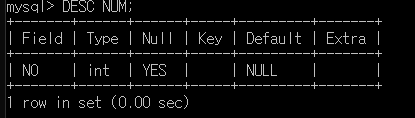 mysql> DESC NUM;
+-------+------+------+-----+---------+-------+
| Field | Type | Null | Key | Default | Extra |
+-------+------+------+-----+---------+-------+
| NO    | int  | YES  |     | NULL    |       |
+-------+------+------+-----+---------+-------+
1 row in set (0.00 sec)